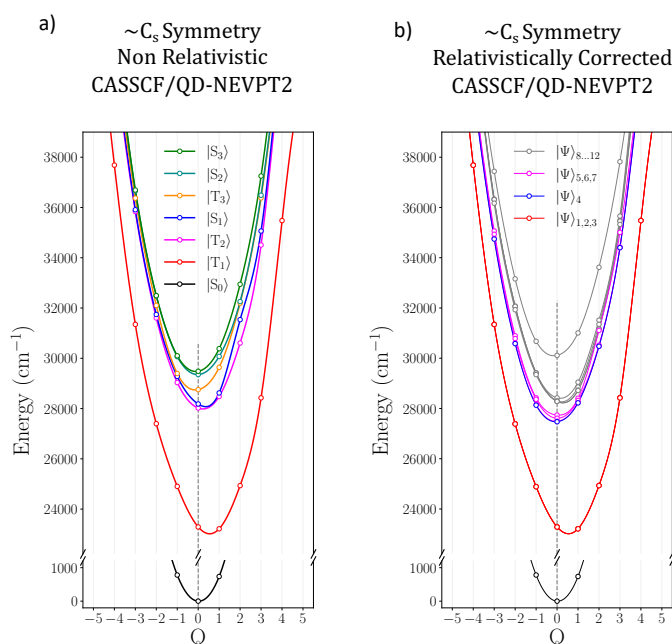 a)
~Cs Symmetry
Non Relativistic
CASSCF/QD-NEVPT2
38000
36000
34000
32000
30000
28000
26000
24000
1000
0
Energy (cm⁻¹)
|S₃⟩
|S₂⟩
|T₃⟩
|S₁⟩
|T₂⟩
|T₁⟩
|S₀⟩
−5 −4 −3 −2 −1 0 1 2 3 4 5
Q
b)
~Cs Symmetry
Relativistically Corrected
CASSCF/QD-NEVPT2
38000
36000
34000
32000
30000
28000
26000
24000
1000
0
Energy (cm⁻¹)
|Ψ⟩₈...₁₂
|Ψ⟩₅,₆,₇
|Ψ⟩₄
|Ψ⟩₁,₂,₃
−5 −4 −3 −2 −1 0 1 2 3 4 5
Q